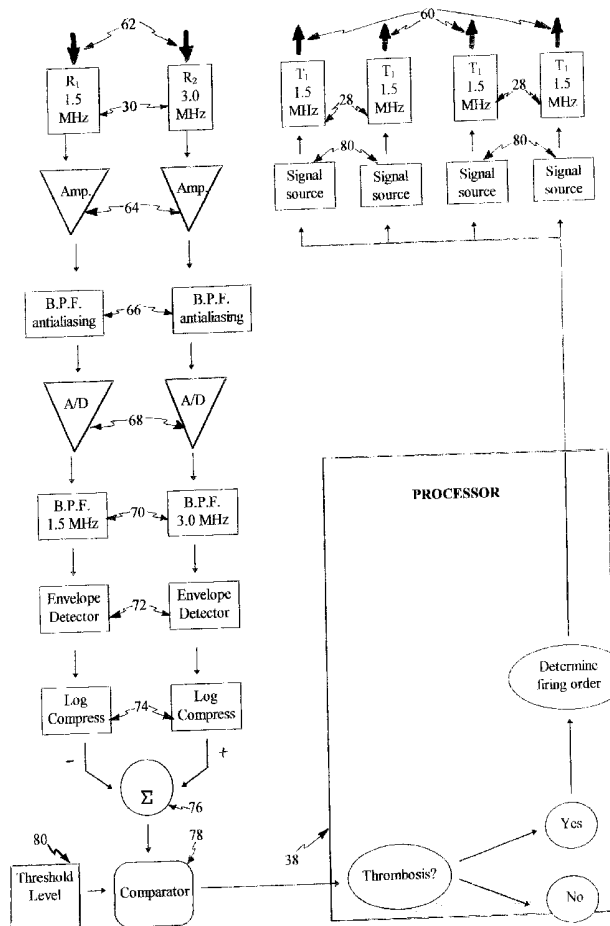 62
60
R1
1.5
MHz
R2
3.0
MHz
30
T1
1.5
MHz
T1
1.5
MHz
T1
1.5
MHz
T1
1.5
MHz
28
28
80
80
Signal
source
Signal
source
Signal
source
Signal
source
Amp.
Amp.
64
B.P.F.
antialiasing
B.P.F.
antialiasing
66
A/D
A/D
68
B.P.F.
1.5 MHz
B.P.F.
3.0 MHz
70
Envelope
Detector
Envelope
Detector
72
Log
Compress
Log
Compress
74
-
+
Σ
76
80
78
Threshold
Level
Comparator
38
PROCESSOR
Determine
firing order
Thrombosis?
Yes
No